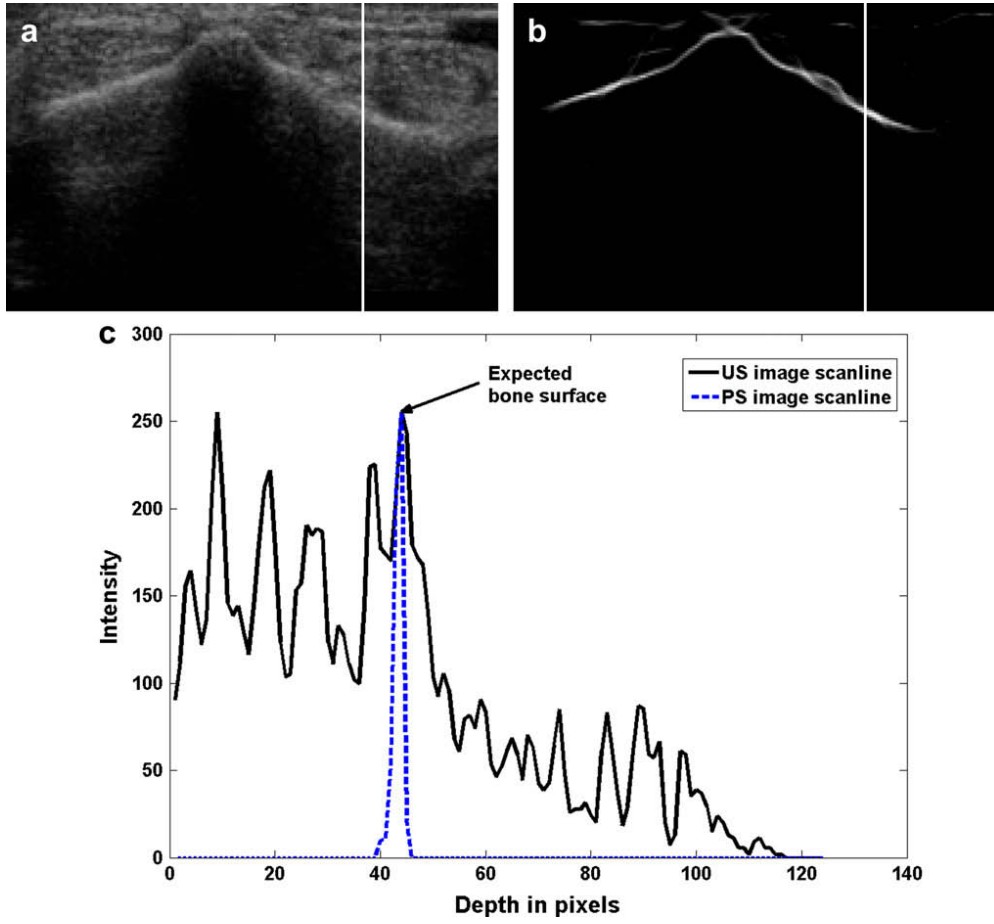 a
b
c
300
250
200
150
100
50
0
Intensity
Expected
bone surface
US image scanline
PS image scanline
0
20
40
60
80
100
120
140
Depth in pixels